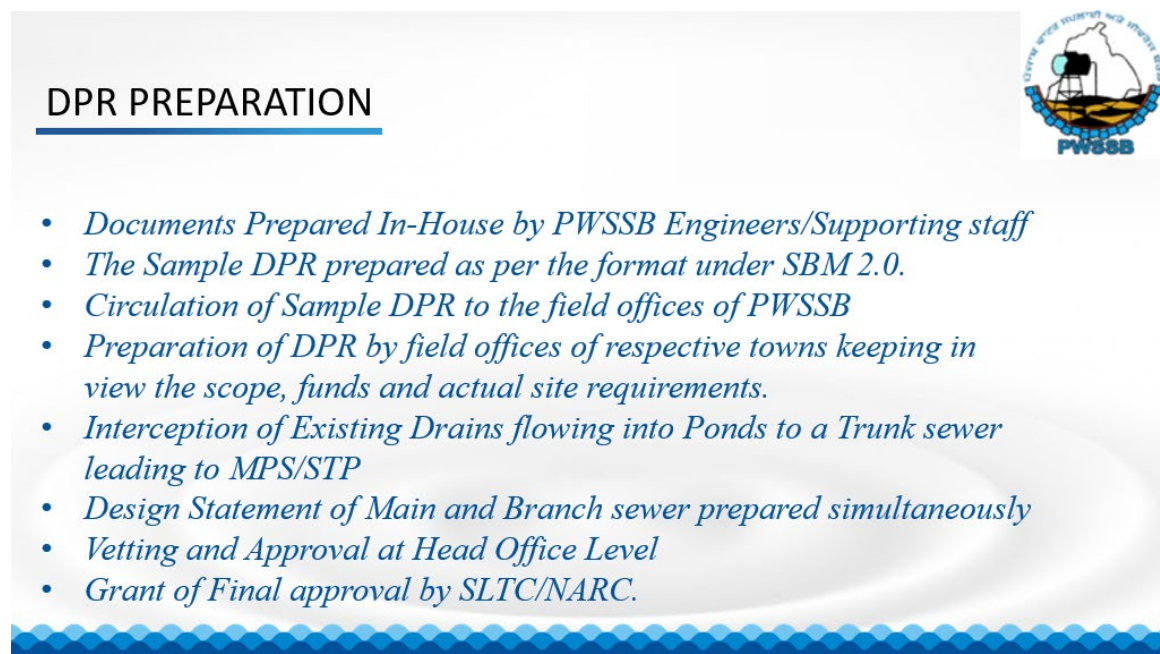 DPR PREPARATION
PWSSB
• Documents Prepared In-House by PWSSB Engineers/Supporting staff
• The Sample DPR prepared as per the format under SBM 2.0.
• Circulation of Sample DPR to the field offices of PWSSB
• Preparation of DPR by field offices of respective towns keeping in
view the scope, funds and actual site requirements.
• Interception of Existing Drains flowing into Ponds to a Trunk sewer
leading to MPS/STP
• Design Statement of Main and Branch sewer prepared simultaneously
• Vetting and Approval at Head Office Level
• Grant of Final approval by SLTC/NARC.